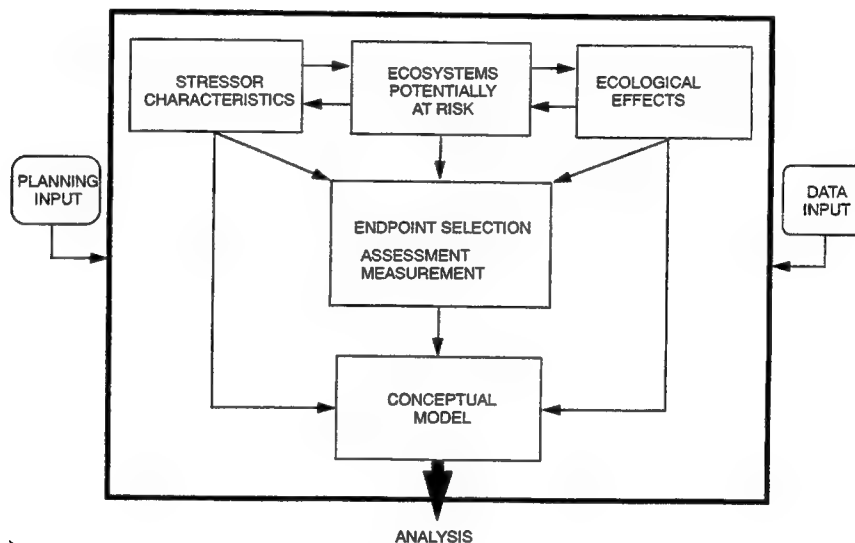 STRESSOR
CHARACTERISTICS
ECOSYSTEMS
POTENTIALLY
AT RISK
ECOLOGICAL
EFFECTS
PLANNING
INPUT
DATA
INPUT
ENDPOINT SELECTION
ASSESSMENT
MEASUREMENT
CONCEPTUAL
MODEL
ANALYSIS